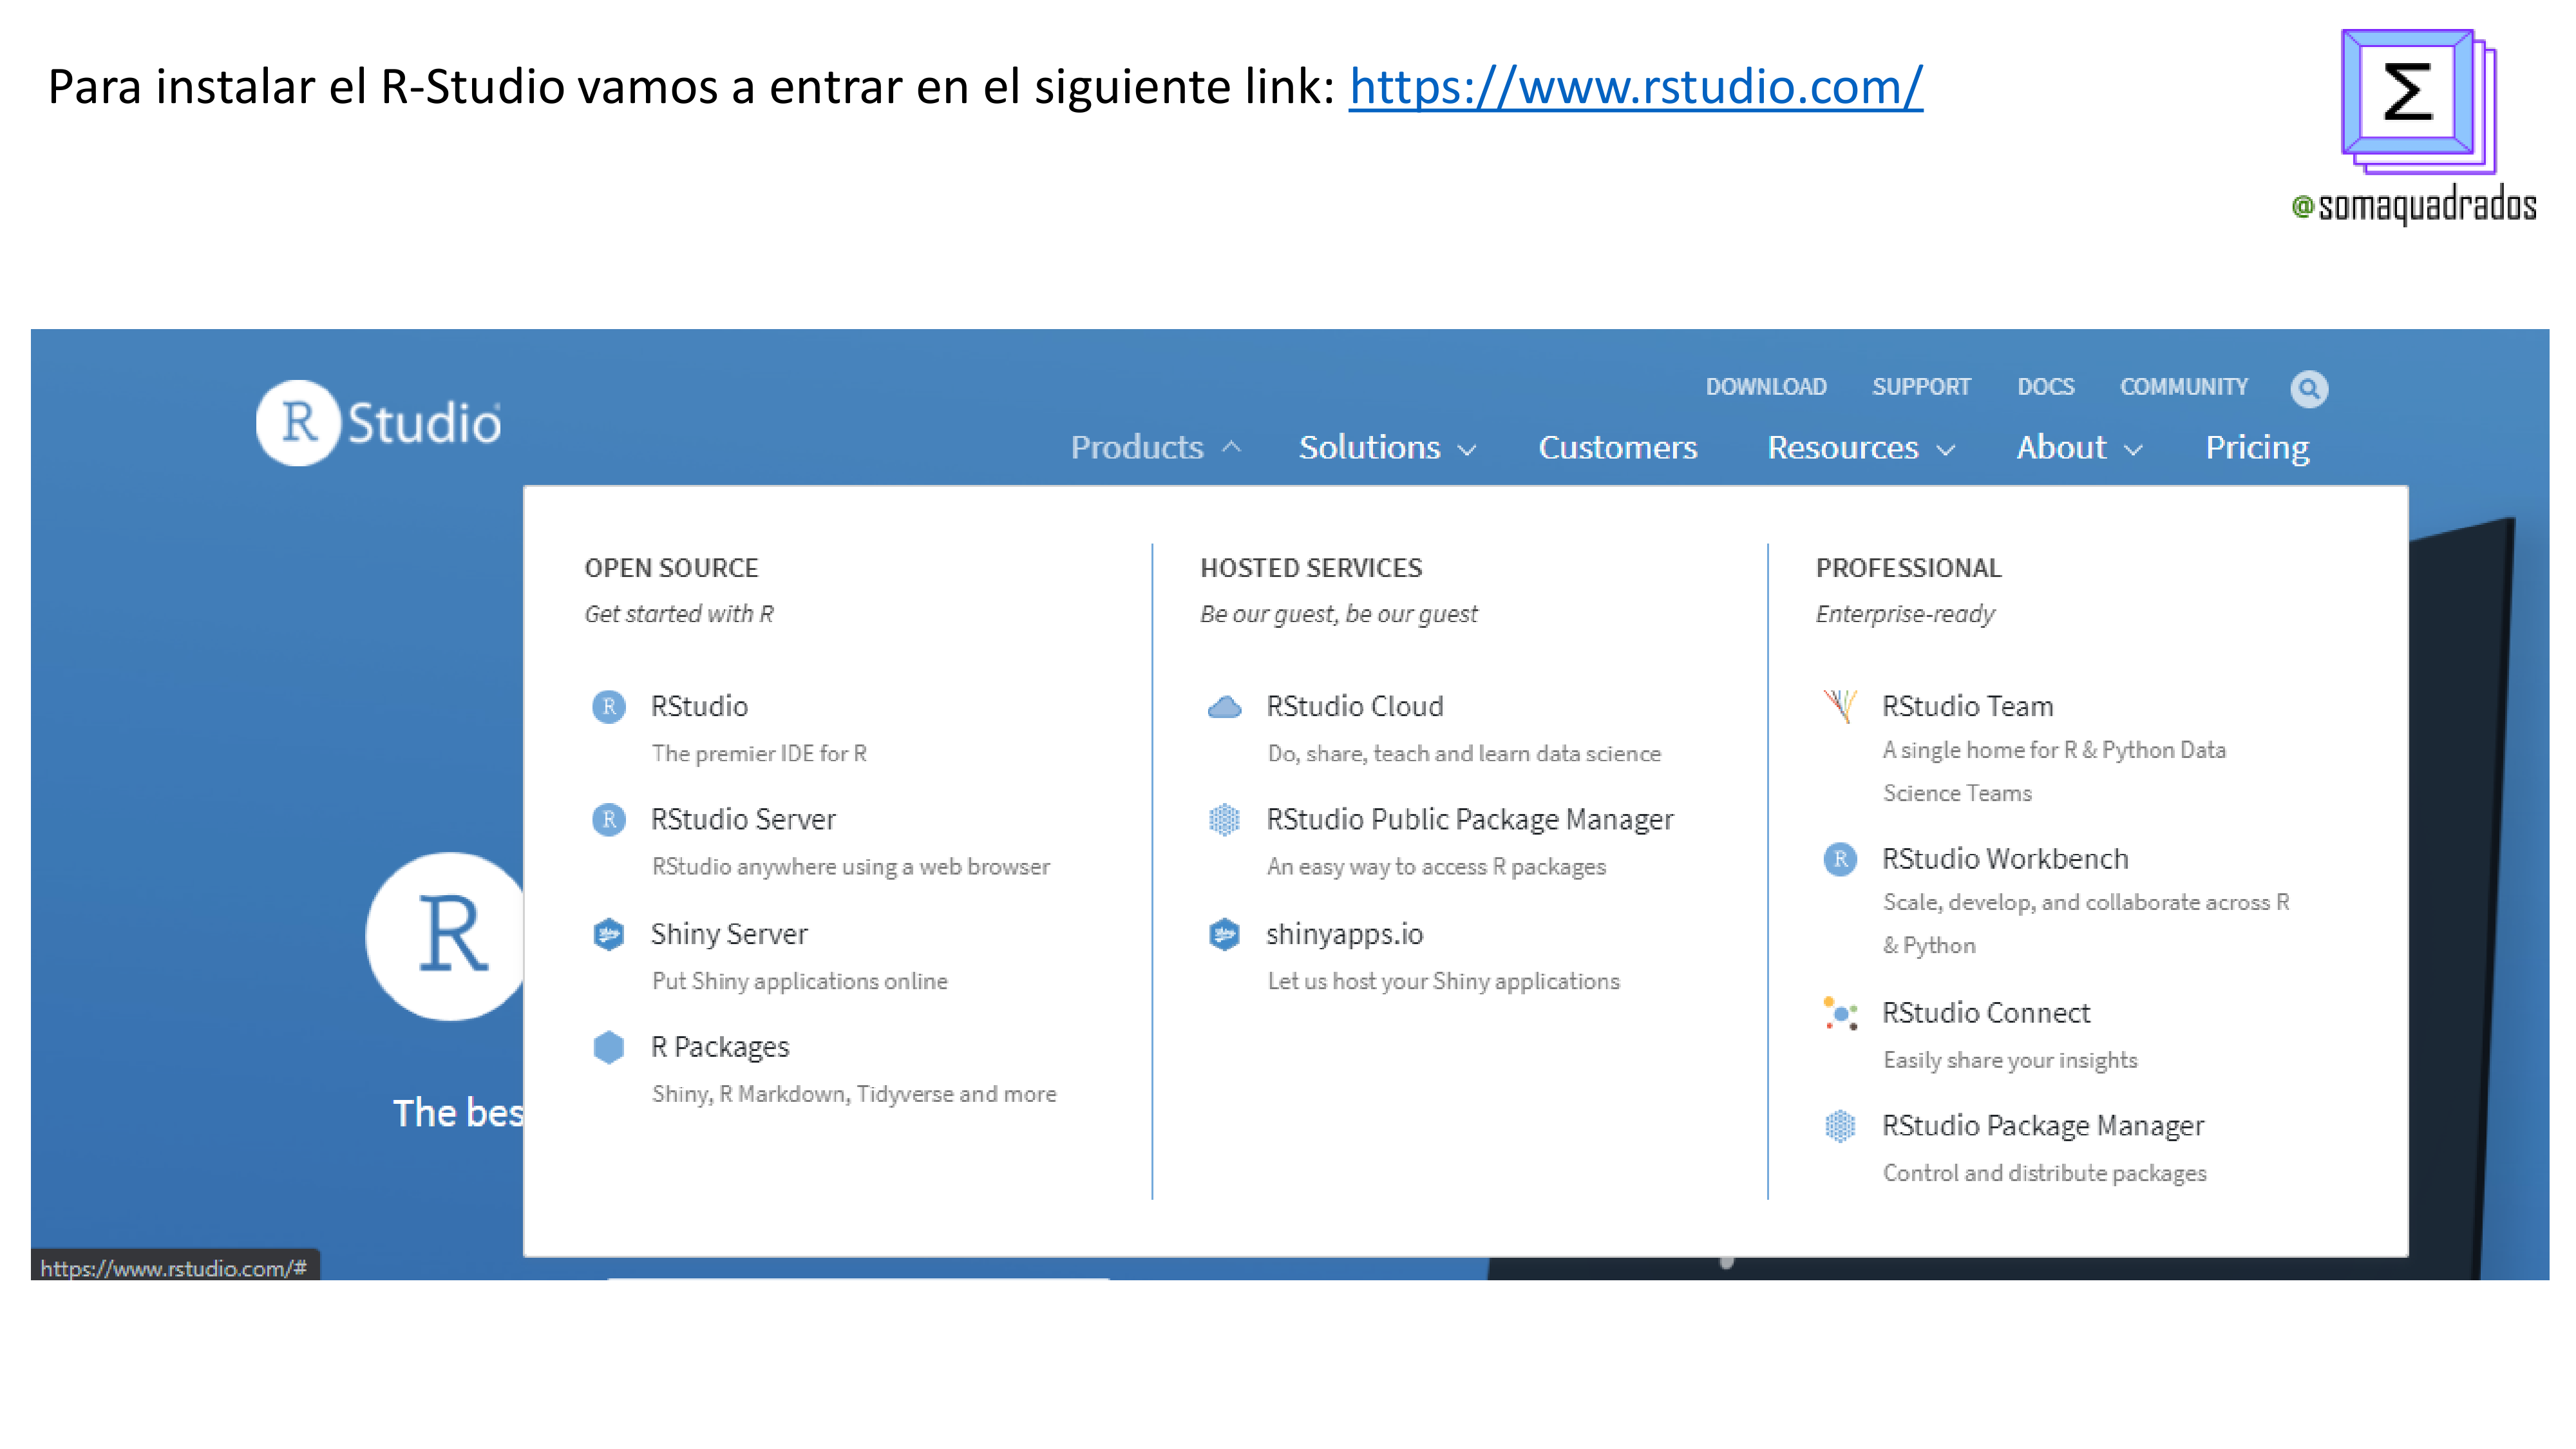 Para instalar el R-Studio vamos a entrar en el siguiente link: https://www.rstudio.com/
Σ
@somaquadrados
R Studio
DOWNLOAD SUPPORT DOCS COMMUNITY
Products Solutions Customers Resources About Pricing
OPEN SOURCE
Get started with R
RStudio
The premier IDE for R
RStudio Server
RStudio anywhere using a web browser
Shiny Server
Put Shiny applications online
R Packages
Shiny, R Markdown, Tidyverse and more
HOSTED SERVICES
Be our guest, be our guest
RStudio Cloud
Do, share, teach and learn data science
RStudio Public Package Manager
An easy way to access R packages
shinyapps.io
Let us host your Shiny applications
PROFESSIONAL
Enterprise-ready
RStudio Team
A single home for R & Python Data
Science Teams
RStudio Workbench
Scale, develop, and collaborate across R
& Python
RStudio Connect
Easily share your insights
RStudio Package Manager
Control and distribute packages
R
The bes
https://www.rstudio.com/#